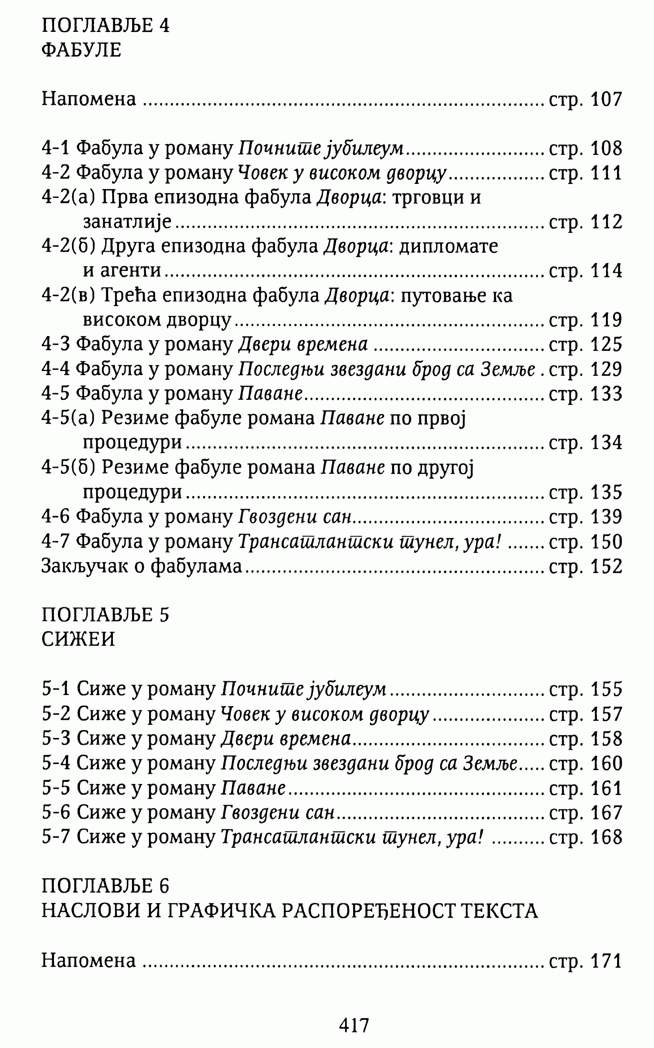 ПОГЛАВЉЕ 4
ФАБУЛЕ
Напомена ........................................................ стр. 107
4-1 Фабула у роману Почните јубилеум................... стр. 108
4-2 Фабула у роману Човек у високом дворцу............. стр. 111
4-2(а) Прва епизодна фабула Дворца: трговци и
занатлије.................................................... стр. 112
4-2(б) Друга епизодна фабула Дворца: дипломате
и агенти..................................................... стр. 114
4-2(в) Трећа епизодна фабула Дворца: путовање ка
високом дворцу............................................. стр. 119
4-3 Фабула у роману Двери времена ........................ стр. 125
4-4 Фабула у роману Последњи звездани брод са Земље . стр. 129
4-5 Фабула у роману Паване................................... стр. 133
4-5(а) Резиме фабуле романа Паване по првој
процедури................................................... стр. 134
4-5(б) Резиме фабуле романа Паване по другој
процедури................................................... стр. 135
4-6 Фабула у роману Гвоздени сан........................... стр. 139
4-7 Фабула у роману Трансатлантски тунел, ура! ...... стр. 150
Закључак о фабулама.......................................... стр. 152
ПОГЛАВЉЕ 5
СИЖЕИ
5-1 Сиже у роману Почните јубилеум...................... стр. 155
5-2 Сиже у роману Човек у високом дворцу................ стр. 157
5-3 Сиже у роману Двери времена............................ стр. 158
5-4 Сиже у роману Последњи звездани брод са Земље..... стр. 160
5-5 Сиже у роману Паване...................................... стр. 161
5-6 Сиже у роману Гвоздени сан.............................. стр. 167
5-7 Сиже у роману Трансатлантски тунел, ура! .......... стр. 168
ПОГЛАВЉЕ 6
НАСЛОВИ И ГРАФИЧКА РАСПОРЕЂЕНОСТ ТЕКСТА
Напомена ........................................................ стр. 171
417